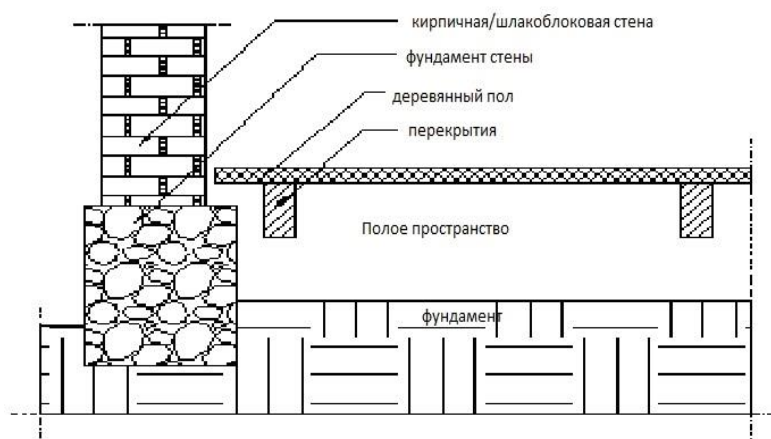 кирпичная/шлакоблоковая стена
фундамент стены
деревянный пол
перекрытия
Полое пространство
фундамент